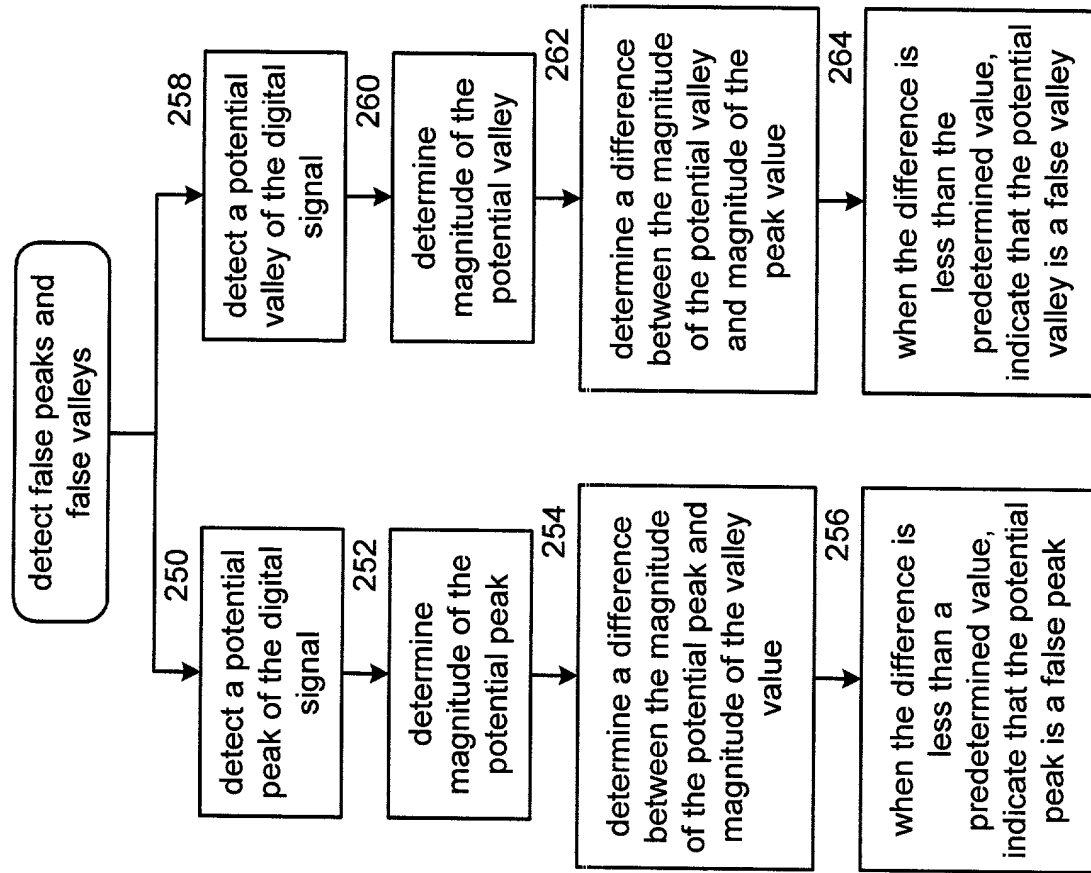 detect false peaks and
false valleys
250
detect a potential
peak of the digital
signal
252
determine
magnitude of the
potential peak
254
determine a difference
between the magnitude
of the potential peak and
magnitude of the valley
value
256
when the difference is
less than a
predetermined value,
indicate that the potential
peak is a false peak
258
detect a potential
valley of the digital
signal
260
determine
magnitude of the
potential valley
262
determine a difference
between the magnitude
of the potential valley
and magnitude of the
peak value
264
when the difference is
less than the
predetermined value,
indicate that the potential
valley is a false valley